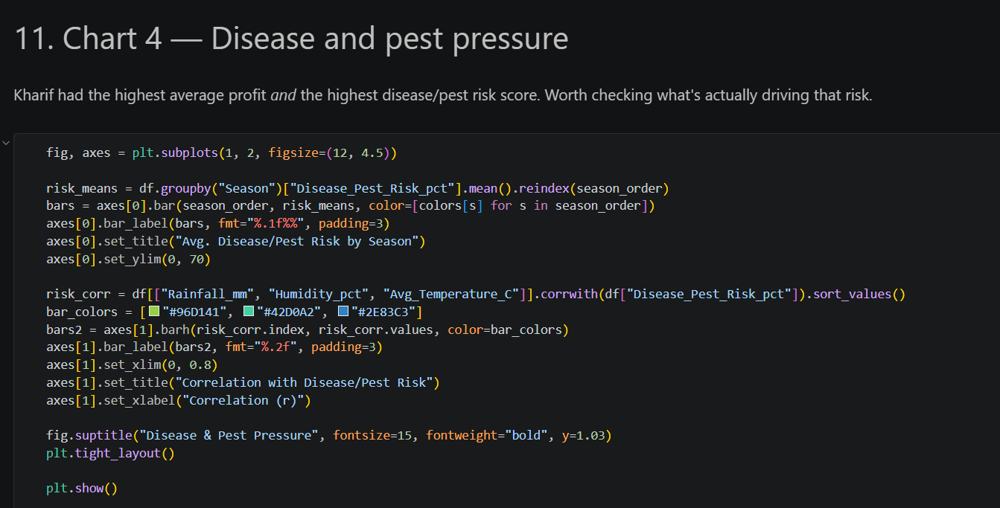 11. Chart 4 — Disease and pest pressure
Kharif had the highest average profit and the highest disease/pest risk score. Worth checking what's actually driving that risk.
fig, axes = plt.subplots(1, 2, figsize=(12, 4.5))
risk_means = df.groupby("Season")["Disease_Pest_Risk_pct"].mean().reindex(season_order)
bars = axes[0].bar(season_order, risk_means, color=[colors[s] for s in season_order])
axes[0].bar_label(bars, fmt="%.1f%%", padding=3)
axes[0].set_title("Avg. Disease/Pest Risk by Season")
axes[0].set_ylim(0, 70)
risk_corr = df[["Rainfall_mm", "Humidity_pct", "Avg_Temperature_C"]].corrwith(df["Disease_Pest_Risk_pct"]).sort_values()
bar_colors = ["#96D141", "#42D0A2", "#2E83C3"]
bars2 = axes[1].barh(risk_corr.index, risk_corr.values, color=bar_colors)
axes[1].bar_label(bars2, fmt="%.2f", padding=3)
axes[1].set_xlim(0, 0.8)
axes[1].set_title("Correlation with Disease/Pest Risk")
axes[1].set_xlabel("Correlation (r)")
fig.suptitle("Disease & Pest Pressure", fontsize=15, fontweight="bold", y=1.03)
plt.tight_layout()
plt.show()